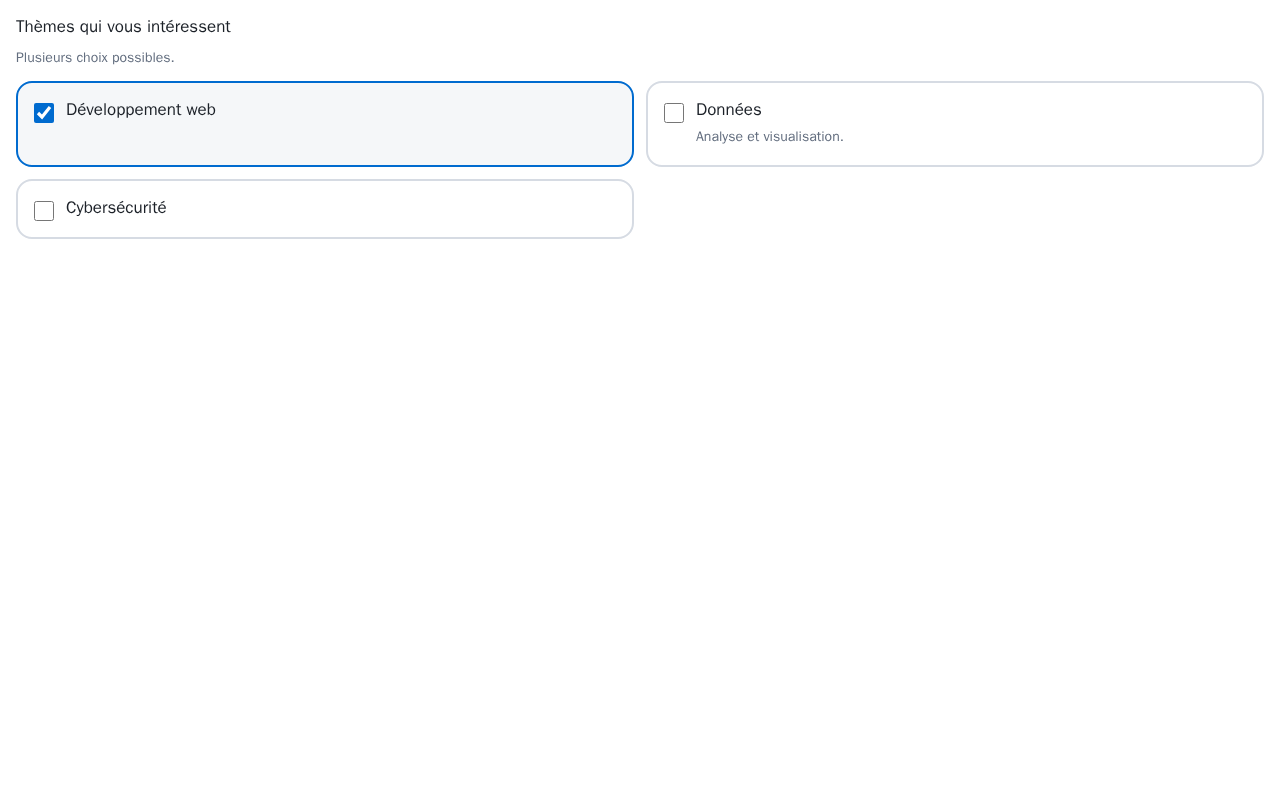 Thèmes qui vous intéressent
Plusieurs choix possibles.
Développement web
Données
Analyse et visualisation.
Cybersécurité